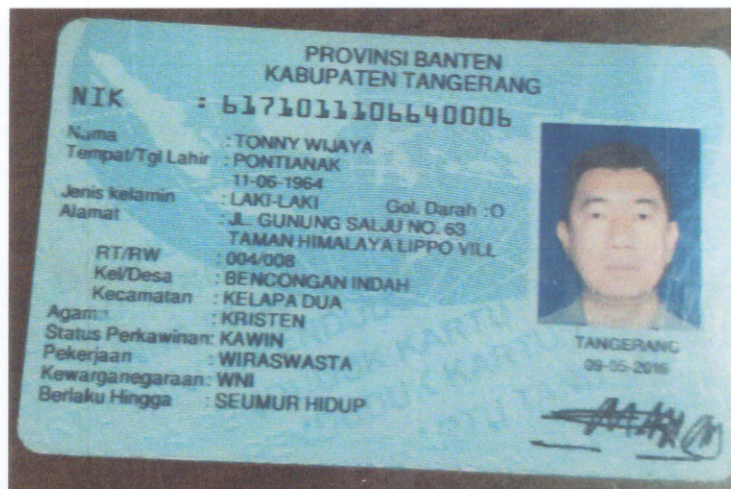 PROVINSI BANTEN
KABUPATEN TANGERANG
NIK : 6171011106640006
Nama : TONNY WIJAYA
Tempat/Tgl Lahir : PONTIANAK
11-06-1964
Jenis kelamin : LAKI-LAKI Gol. Darah : O
Alamat : JL. GUNUNG SALJU NO. 63
TAMAN HIMALAYA LIPPO VILL
RT/RW : 004/008
Kel/Desa : BENCONGAN INDAH
Kecamatan : KELAPA DUA
Agama : KRISTEN
Status Perkawinan: KAWIN
Pekerjaan : WIRASWASTA
Kewarganegaraan: WNI
Berlaku Hingga : SEUMUR HIDUP
TANGERANG
09-05-2016